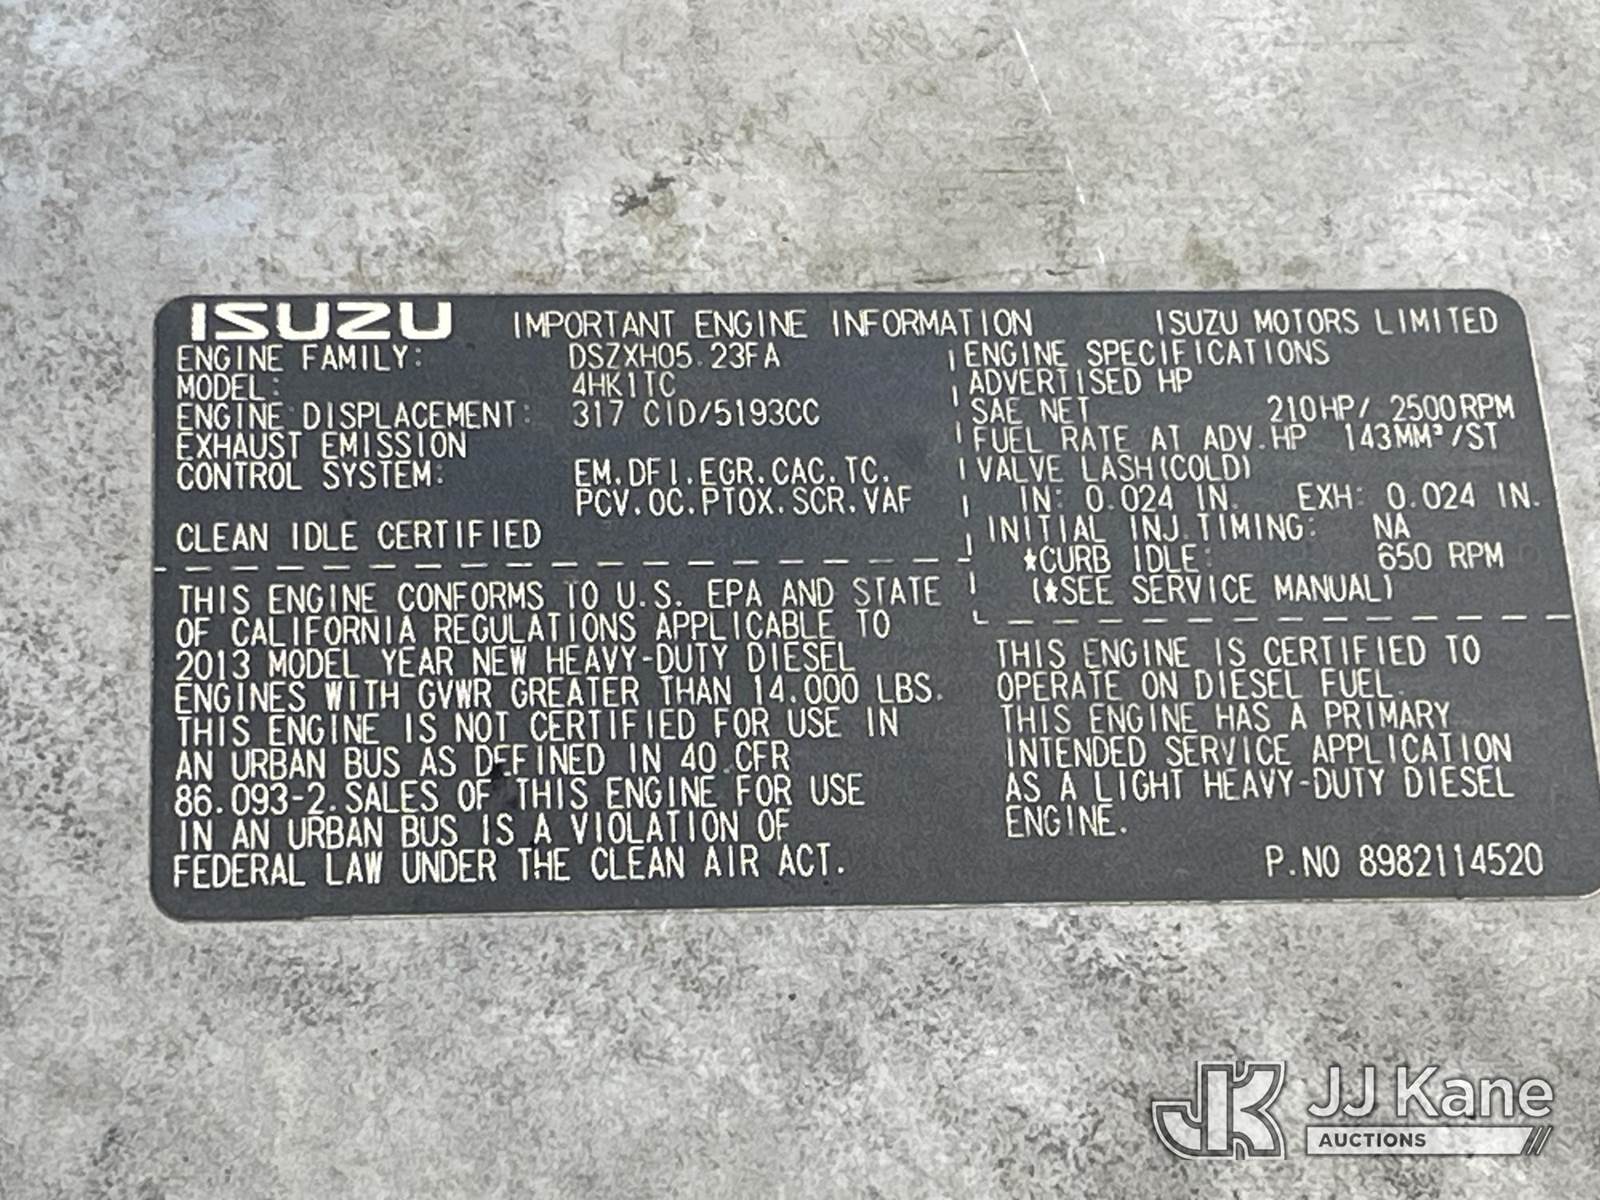 ISUZU IMPORTANT ENGINE INFORMATION ISUZU MOTORS LIMITED
ENGINE FAMILY: DSZXH05.23FA
MODEL: 4HK1TC
ENGINE DISPLACEMENT: 317 CID/5193CC
EXHAUST EMISSION
CONTROL SYSTEM: EM.DFI.EGR.CAC.TC.
PCV.OC.PTOX.SCR.VAF
CLEAN IDLE CERTIFIED
THIS ENGINE CONFORMS TO U.S. EPA AND STATE
OF CALIFORNIA REGULATIONS APPLICABLE TO
2013 MODEL YEAR NEW HEAVY-DUTY DIESEL
ENGINES WITH GVWR GREATER THAN 14.000 LBS.
THIS ENGINE IS NOT CERTIFIED FOR USE IN
AN URBAN BUS AS DEFINED IN 40 CFR
86.093-2.SALES OF THIS ENGINE FOR USE
IN AN URBAN BUS IS A VIOLATION OF
FEDERAL LAW UNDER THE CLEAN AIR ACT.
ENGINE SPECIFICATIONS
ADVERTISED HP
SAE NET 210HP/ 2500RPM
FUEL RATE AT ADV.HP 143MM³/ST
VALVE LASH(COLD)
IN: 0.024 IN. EXH: 0.024 IN.
INITIAL INJ.TIMING: NA
*CURB IDLE: 650 RPM
(*SEE SERVICE MANUAL)
THIS ENGINE IS CERTIFIED TO
OPERATE ON DIESEL FUEL.
THIS ENGINE HAS A PRIMARY
INTENDED SERVICE APPLICATION
AS A LIGHT HEAVY-DUTY DIESEL
ENGINE.
P.NO 8982114520
JK JJ Kane
AUCTIONS